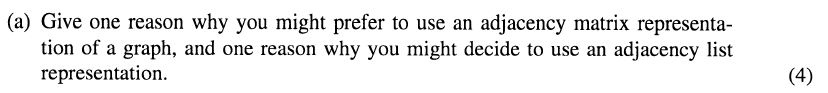 (a) Give one reason why you might prefer to use an adjacency matrix representa-
tion of a graph, and one reason why you might decide to use an adjacency list
representation. (4)